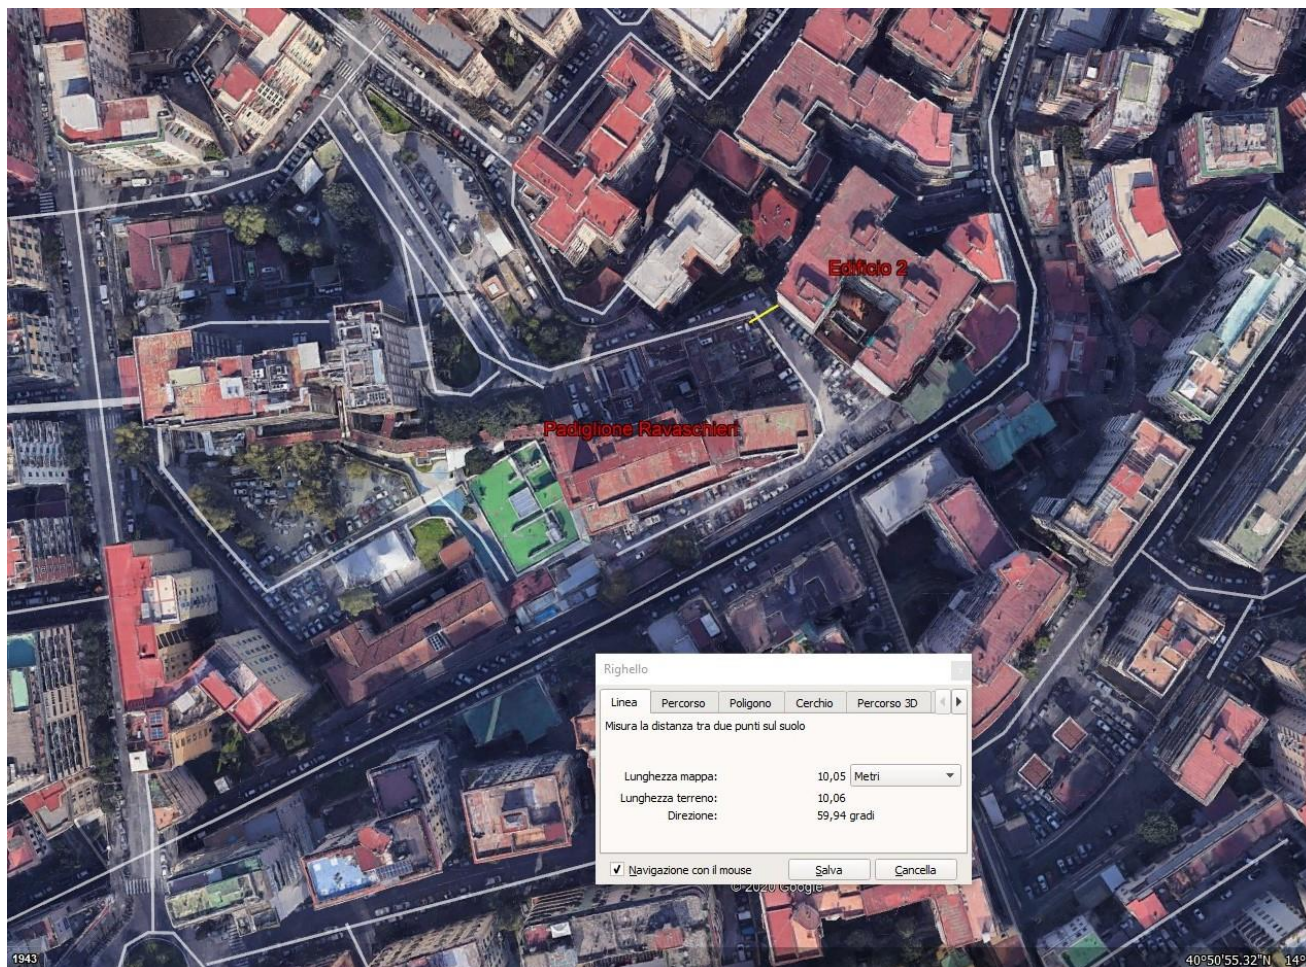 Edificio 2
Padiglione Ravaschieri
Righello
Linea Percorso Poligono Cerchio Percorso 3D
Misura la distanza tra due punti sul suolo
Lunghezza mappa: 10,05 Metri
Lunghezza terreno: 10,06
Direzione: 59,94 gradi
Navigazione con il mouse Salva Cancella
© 2020 Google
1943 40°50'55.32"N 14°